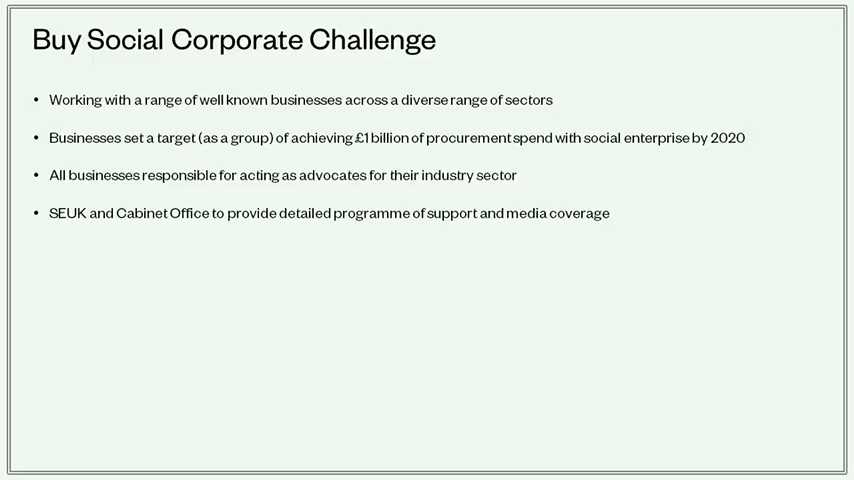 Buy Social Corporate Challenge
• Working with a range of well known businesses across a diverse range of sectors
• Businesses set a target (as a group) of achieving £1 billion of procurement spend with social enterprise by 2020
• All businesses responsible for acting as advocates for their industry sector
• SEUK and Cabinet Office to provide detailed programme of support and media coverage